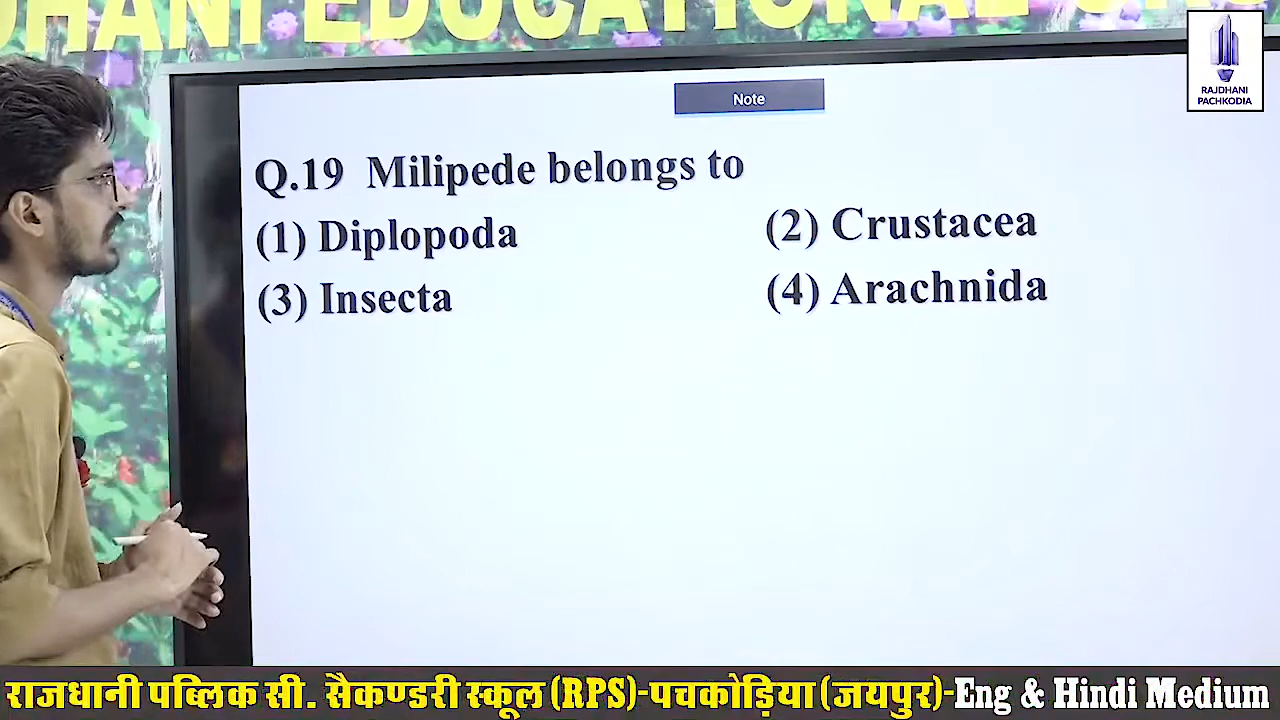 EDUCATIONAL
RAJDHANI
PACHKODIA
Note
Q.19 Milipede belongs to
(1) Diplopoda
(2) Crustacea
(3) Insecta
(4) Arachnida
राजधानी पब्लिक सी. सैकण्डरी स्कूल (RPS)-पचकोड़िया (जयपुर)-Eng & Hindi Medium